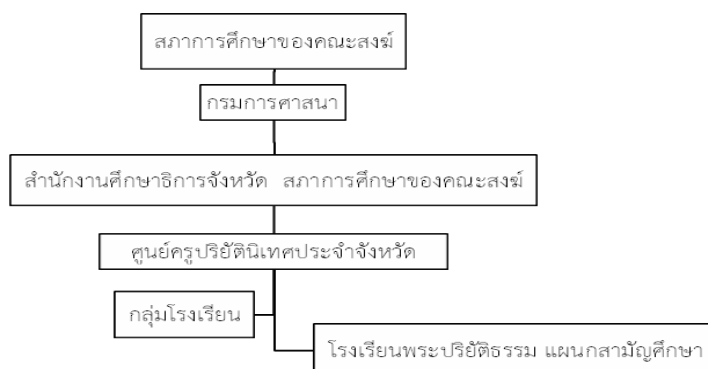 สภาการศึกษาของคณะสงฆ์
กรมการศาสนา
สำนักงานศึกษาธิการจังหวัด สภาการศึกษาของคณะสงฆ์
ศูนย์ครูปริยัตินิเทศประจำจังหวัด
กลุ่มโรงเรียน
โรงเรียนพระปริยัติธรรม แผนกสามัญศึกษา